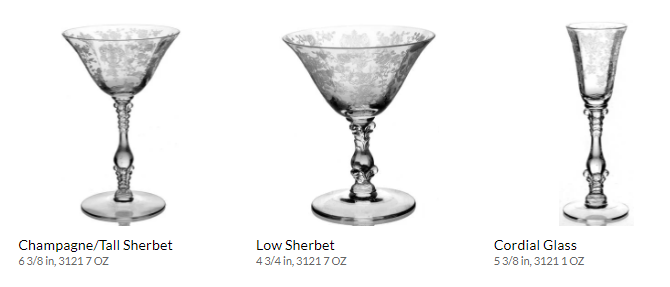 Champagne/Tall Sherbet
6 3/8 in, 3121 7 OZ
Low Sherbet
4 3/4 in, 3121 7 OZ
Cordial Glass
5 3/8 in, 3121 1 OZ